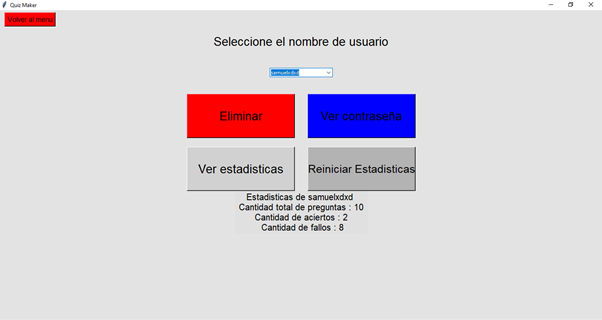 Quiz Maker
Volver al menu
Seleccione el nombre de usuario
samuelxdxd
Eliminar
Ver contraseña
Ver estadisticas
Reiniciar Estadisticas
Estadisticas de samuelxdxd
Cantidad total de preguntas : 10
Cantidad de aciertos : 2
Cantidad de fallos : 8